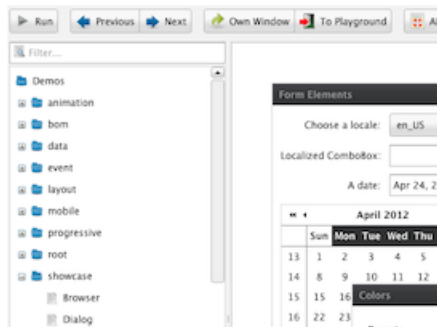 Run Previous Next Own Window To Playground
Filter...
Demos
animation
bom
data
event
layout
mobile
progressive
root
showcase
Browser
Dialog
Form Elements
Choose a locale: en_US
Localized ComboBox:
A date: Apr 24, 2
April 2012
Sun Mon Tue Wed Thu
13 1 2 3 4 5
14 8 9 10 11 12
15 15 16
16 22 23
Colors